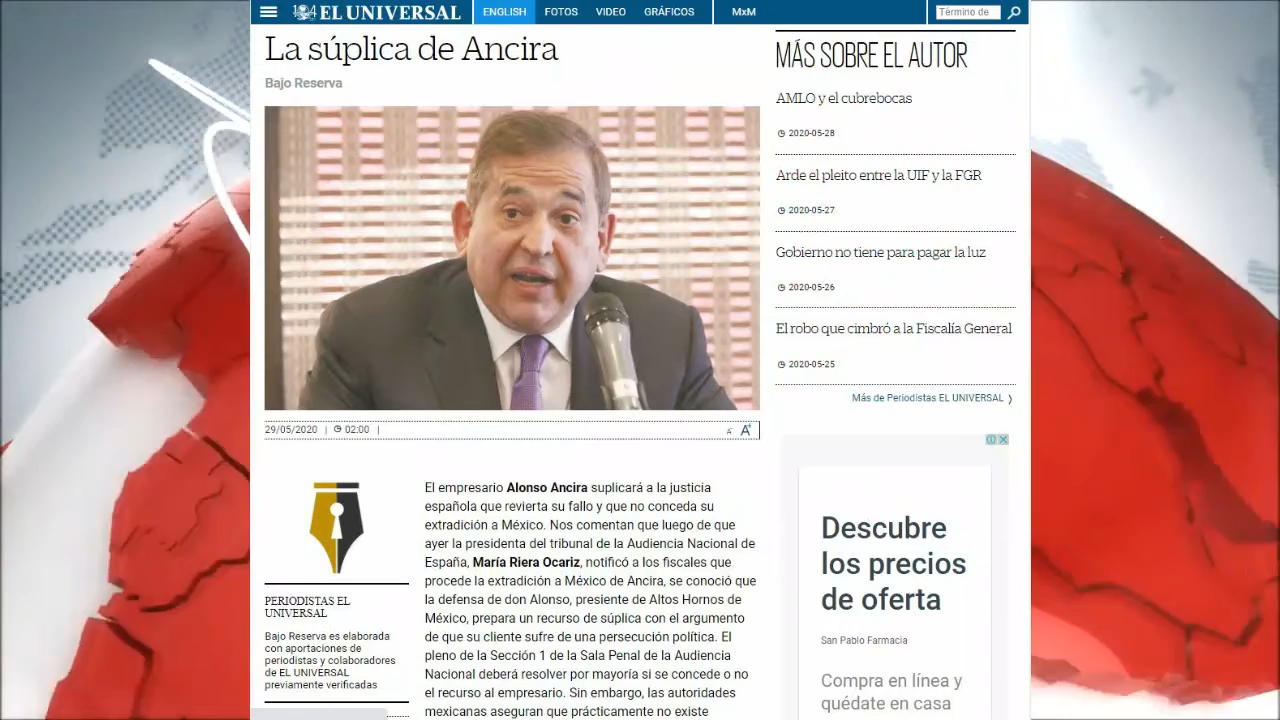 EL UNIVERSAL
ENGLISH
FOTOS
VIDEO
GRÁFICOS
MxM
Término de
La súplica de Ancira
Bajo Reserva
29/05/2020 | 02:00 |
A- A+
PERIODISTAS EL
UNIVERSAL
Bajo Reserva es elaborada
con aportaciones de
periodistas y colaboradores
de EL UNIVERSAL
previamente verificadas
El empresario Alonso Ancira suplicará a la justicia
española que revierta su fallo y que no conceda su
extradición a México. Nos comentan que luego de que
ayer la presidenta del tribunal de la Audiencia Nacional de
España, María Riera Ocariz, notificó a los fiscales que
procede la extradición a México de Ancira, se conoció que
la defensa de don Alonso, presiente de Altos Hornos de
México, prepara un recurso de súplica con el argumento
de que su cliente sufre de una persecución política. El
pleno de la Sección 1 de la Sala Penal de la Audiencia
Nacional deberá resolver por mayoría si se concede o no
el recurso al empresario. Sin embargo, las autoridades
mexicanas aseguran que prácticamente no existe
MÁS SOBRE EL AUTOR
AMLO y el cubrebocas
2020-05-28
Arde el pleito entre la UIF y la FGR
2020-05-27
Gobierno no tiene para pagar la luz
2020-05-26
El robo que cimbró a la Fiscalía General
2020-05-25
Más de Periodistas EL UNIVERSAL
Descubre
los precios
de oferta
San Pablo Farmacia
Compra en línea y
quédate en casa